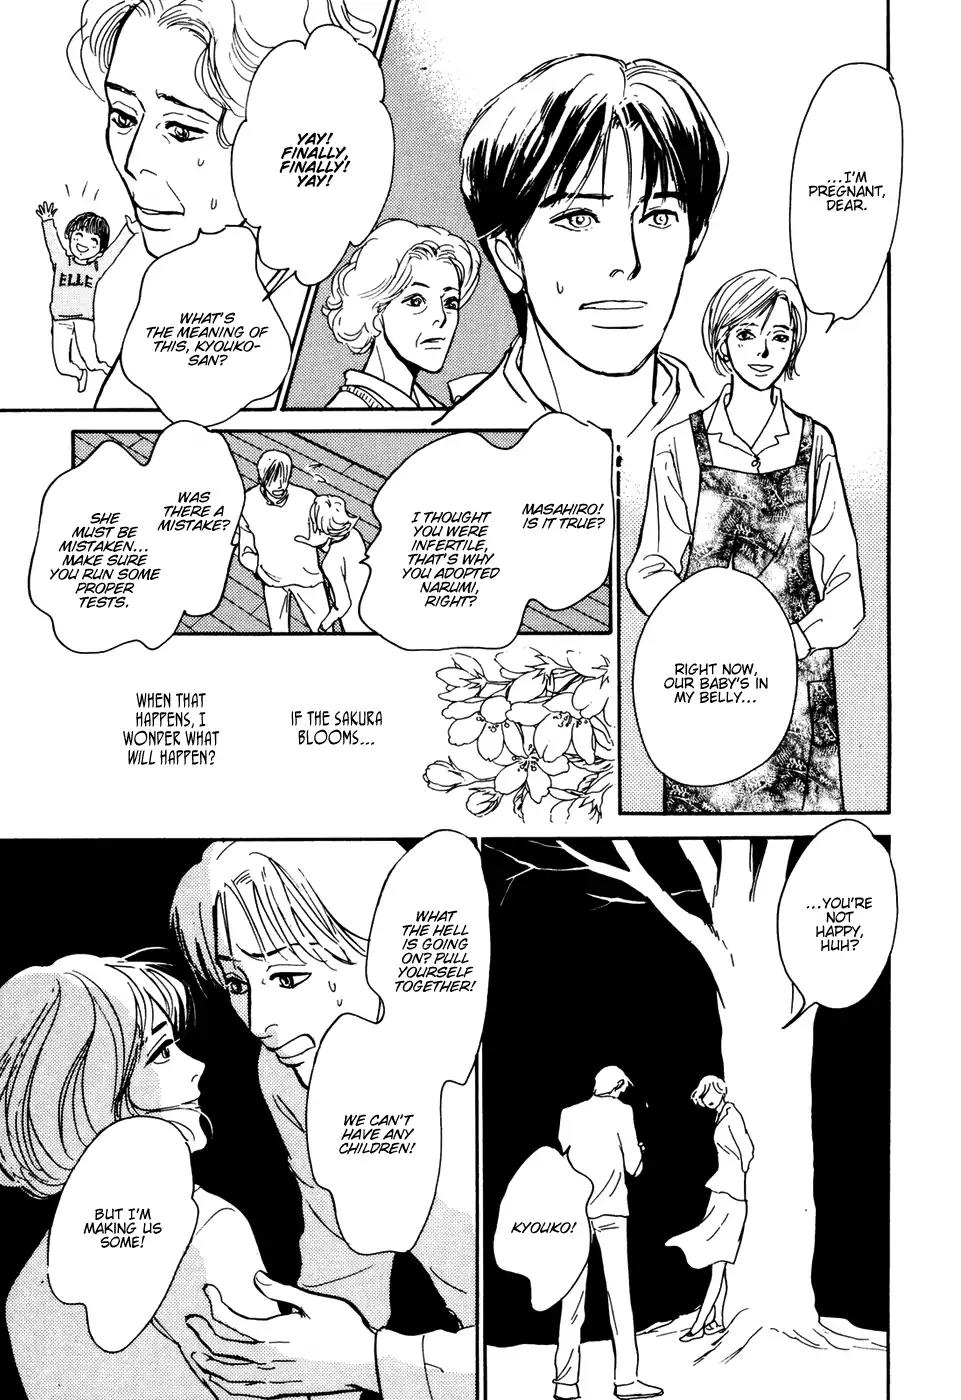 ...I'M
PREGNANT,
DEAR.
RIGHT NOW,
OUR BABY'S IN
MY BELLY...
YAY!
FINALLY,
FINALLY!
YAY!
ELLE
WHAT'S
THE MEANING OF
THIS, KYOUKO-
SAN?
MASAHIRO!
IS IT TRUE?
I THOUGHT
YOU WERE
INFERTILE,
THAT'S WHY
YOU ADOPTED
NARUMI,
RIGHT?
WAS
THERE A
MISTAKE?
SHE
MUST BE
MISTAKEN...
MAKE SURE
YOU RUN SOME
PROPER
TESTS.
IF THE SAKURA
BLOOMS...
WHEN THAT
HAPPENS, I
WONDER WHAT
WILL HAPPEN?
...YOU'RE
NOT
HAPPY,
HUH?
KYOUKO!
WHAT
THE HELL
IS GOING
ON? PULL
YOURSELF
TOGETHER!
WE CAN'T
HAVE ANY
CHILDREN!
BUT I'M
MAKING US
SOME!